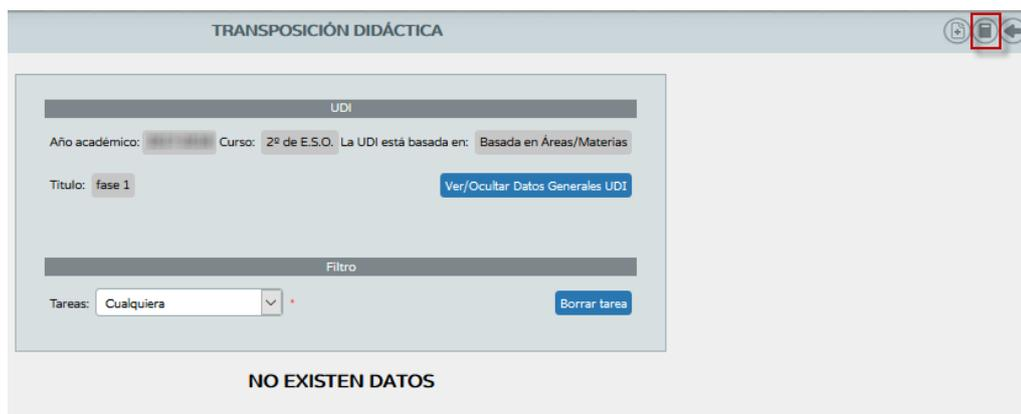 TRANSPOSICIÓN DIDÁCTICA
UDI
Año académico: Curso: 2º de E.S.O. La UDI está basada en: Basada en Áreas/Materias
Titulo: fase 1 Ver/Ocultar Datos Generales UDI
Filtro
Tareas: Cualquiera * Borrar tarea
NO EXISTEN DATOS